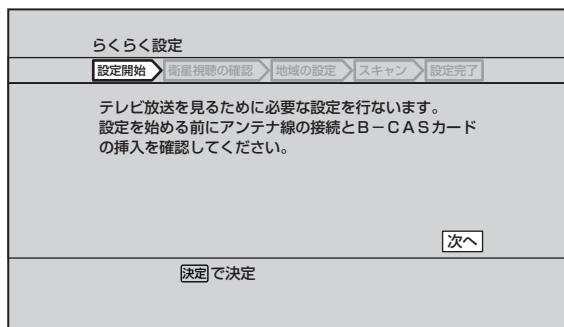 らくらく設定
設定開始 衛星視聴の確認 地域の設定 スキャン 設定完了
テレビ放送を見るために必要な設定を行ないます。
設定を始める前にアンテナ線の接続とB－CASカード
の挿入を確認してください。
次へ
決定で決定